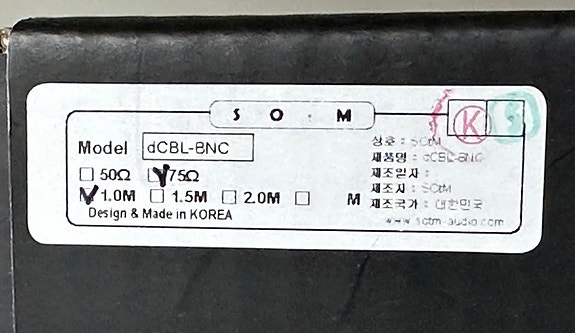 SO·M
K S
Model dCBL-BNC
50Ω 75Ω
1.0M 1.5M 2.0M M
Design & Made in KOREA
상호 : SOtM
제품명 : dCBL-BNC
제조일자 :
제조자 : SOtM
제조국가 : 대한민국
www.sotm-audio.com